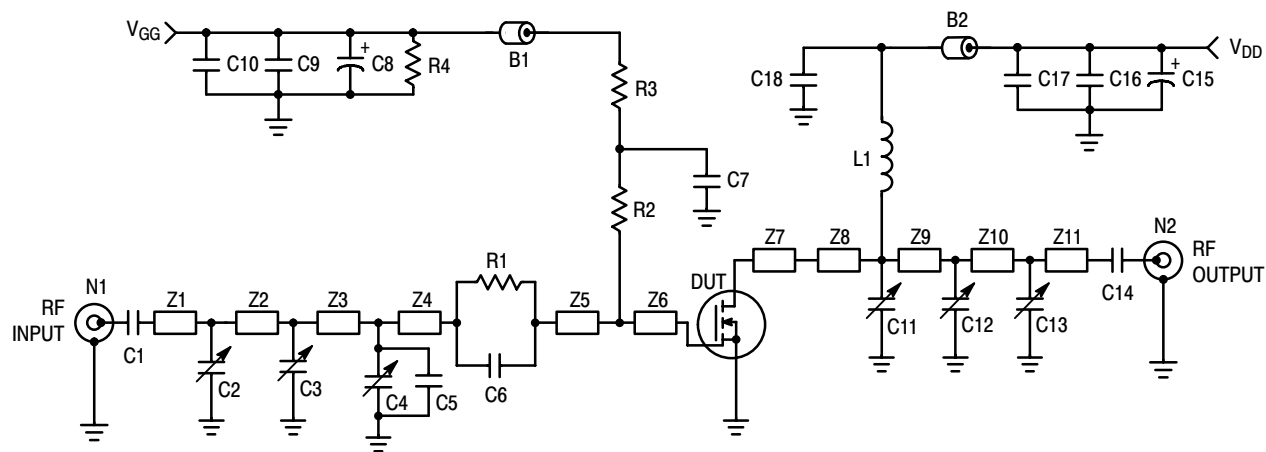 VGG
C10
C9
+
C8
R4
B1
R3
C7
R2
B2
C18
C17
C16
+
C15
VDD
L1
N1
RF
INPUT
C1
Z1
C2
Z2
C3
Z3
C4
C5
Z4
R1
C6
Z5
Z6
DUT
Z7
Z8
C11
Z9
C12
Z10
C13
Z11
C14
N2
RF
OUTPUT